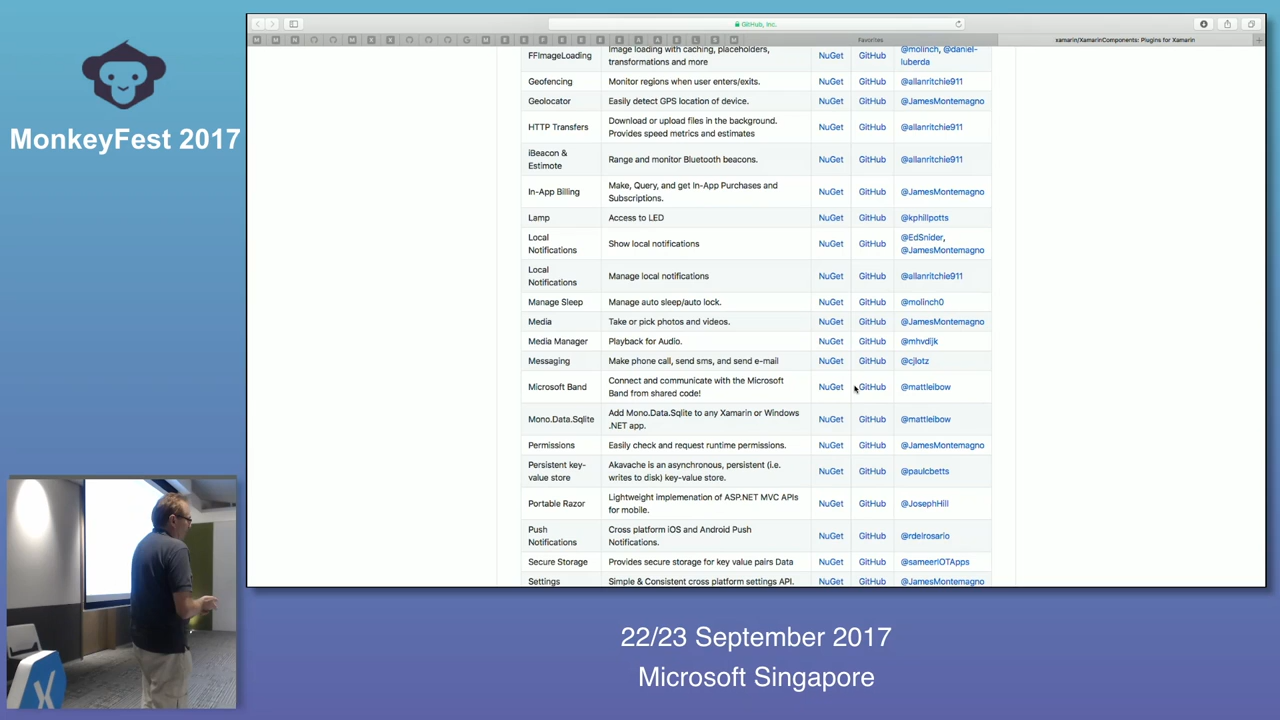 GitHub, Inc.
M M N M E E G M E E F E E E E A A E L S M
Favorites
xamarin/XamarinComponents: Plugins for Xamarin
MonkeyFest 2017
FFImageLoading Image loading with caching, placeholders, transformations and more NuGet GitHub @molinch, @daniel-luberda
Geofencing Monitor regions when user enters/exits. NuGet GitHub @allanritchie911
Geolocator Easily detect GPS location of device. NuGet GitHub @JamesMontemagno
HTTP Transfers Download or upload files in the background. Provides speed metrics and estimates NuGet GitHub @allanritchie911
iBeacon & Estimote Range and monitor Bluetooth beacons. NuGet GitHub @allanritchie911
In-App Billing Make, Query, and get In-App Purchases and Subscriptions. NuGet GitHub @JamesMontemagno
Lamp Access to LED NuGet GitHub @kphillpotts
Local Notifications Show local notifications NuGet GitHub @EdSnider, @JamesMontemagno
Local Notifications Manage local notifications NuGet GitHub @allanritchie911
Manage Sleep Manage auto sleep/auto lock. NuGet GitHub @molinch0
Media Take or pick photos and videos. NuGet GitHub @JamesMontemagno
Media Manager Playback for Audio. NuGet GitHub @mhvdijk
Messaging Make phone call, send sms, and send e-mail NuGet GitHub @cjlotz
Microsoft Band Connect and communicate with the Microsoft Band from shared code! NuGet GitHub @mattleibow
Mono.Data.Sqlite Add Mono.Data.Sqlite to any Xamarin or Windows .NET app. NuGet GitHub @mattleibow
Permissions Easily check and request runtime permissions. NuGet GitHub @JamesMontemagno
Persistent key-value store Akavache is an asynchronous, persistent (i.e. writes to disk) key-value store. NuGet GitHub @paulcbetts
Portable Razor Lightweight implemenation of ASP.NET MVC APIs for mobile. NuGet GitHub @JosephHill
Push Notifications Cross platform iOS and Android Push Notifications. NuGet GitHub @rdelrosario
Secure Storage Provides secure storage for key value pairs Data NuGet GitHub @sameerIOTApps
Settings Simple & Consistent cross platform settings API. NuGet GitHub @JamesMontemagno
X
22/23 September 2017
Microsoft Singapore